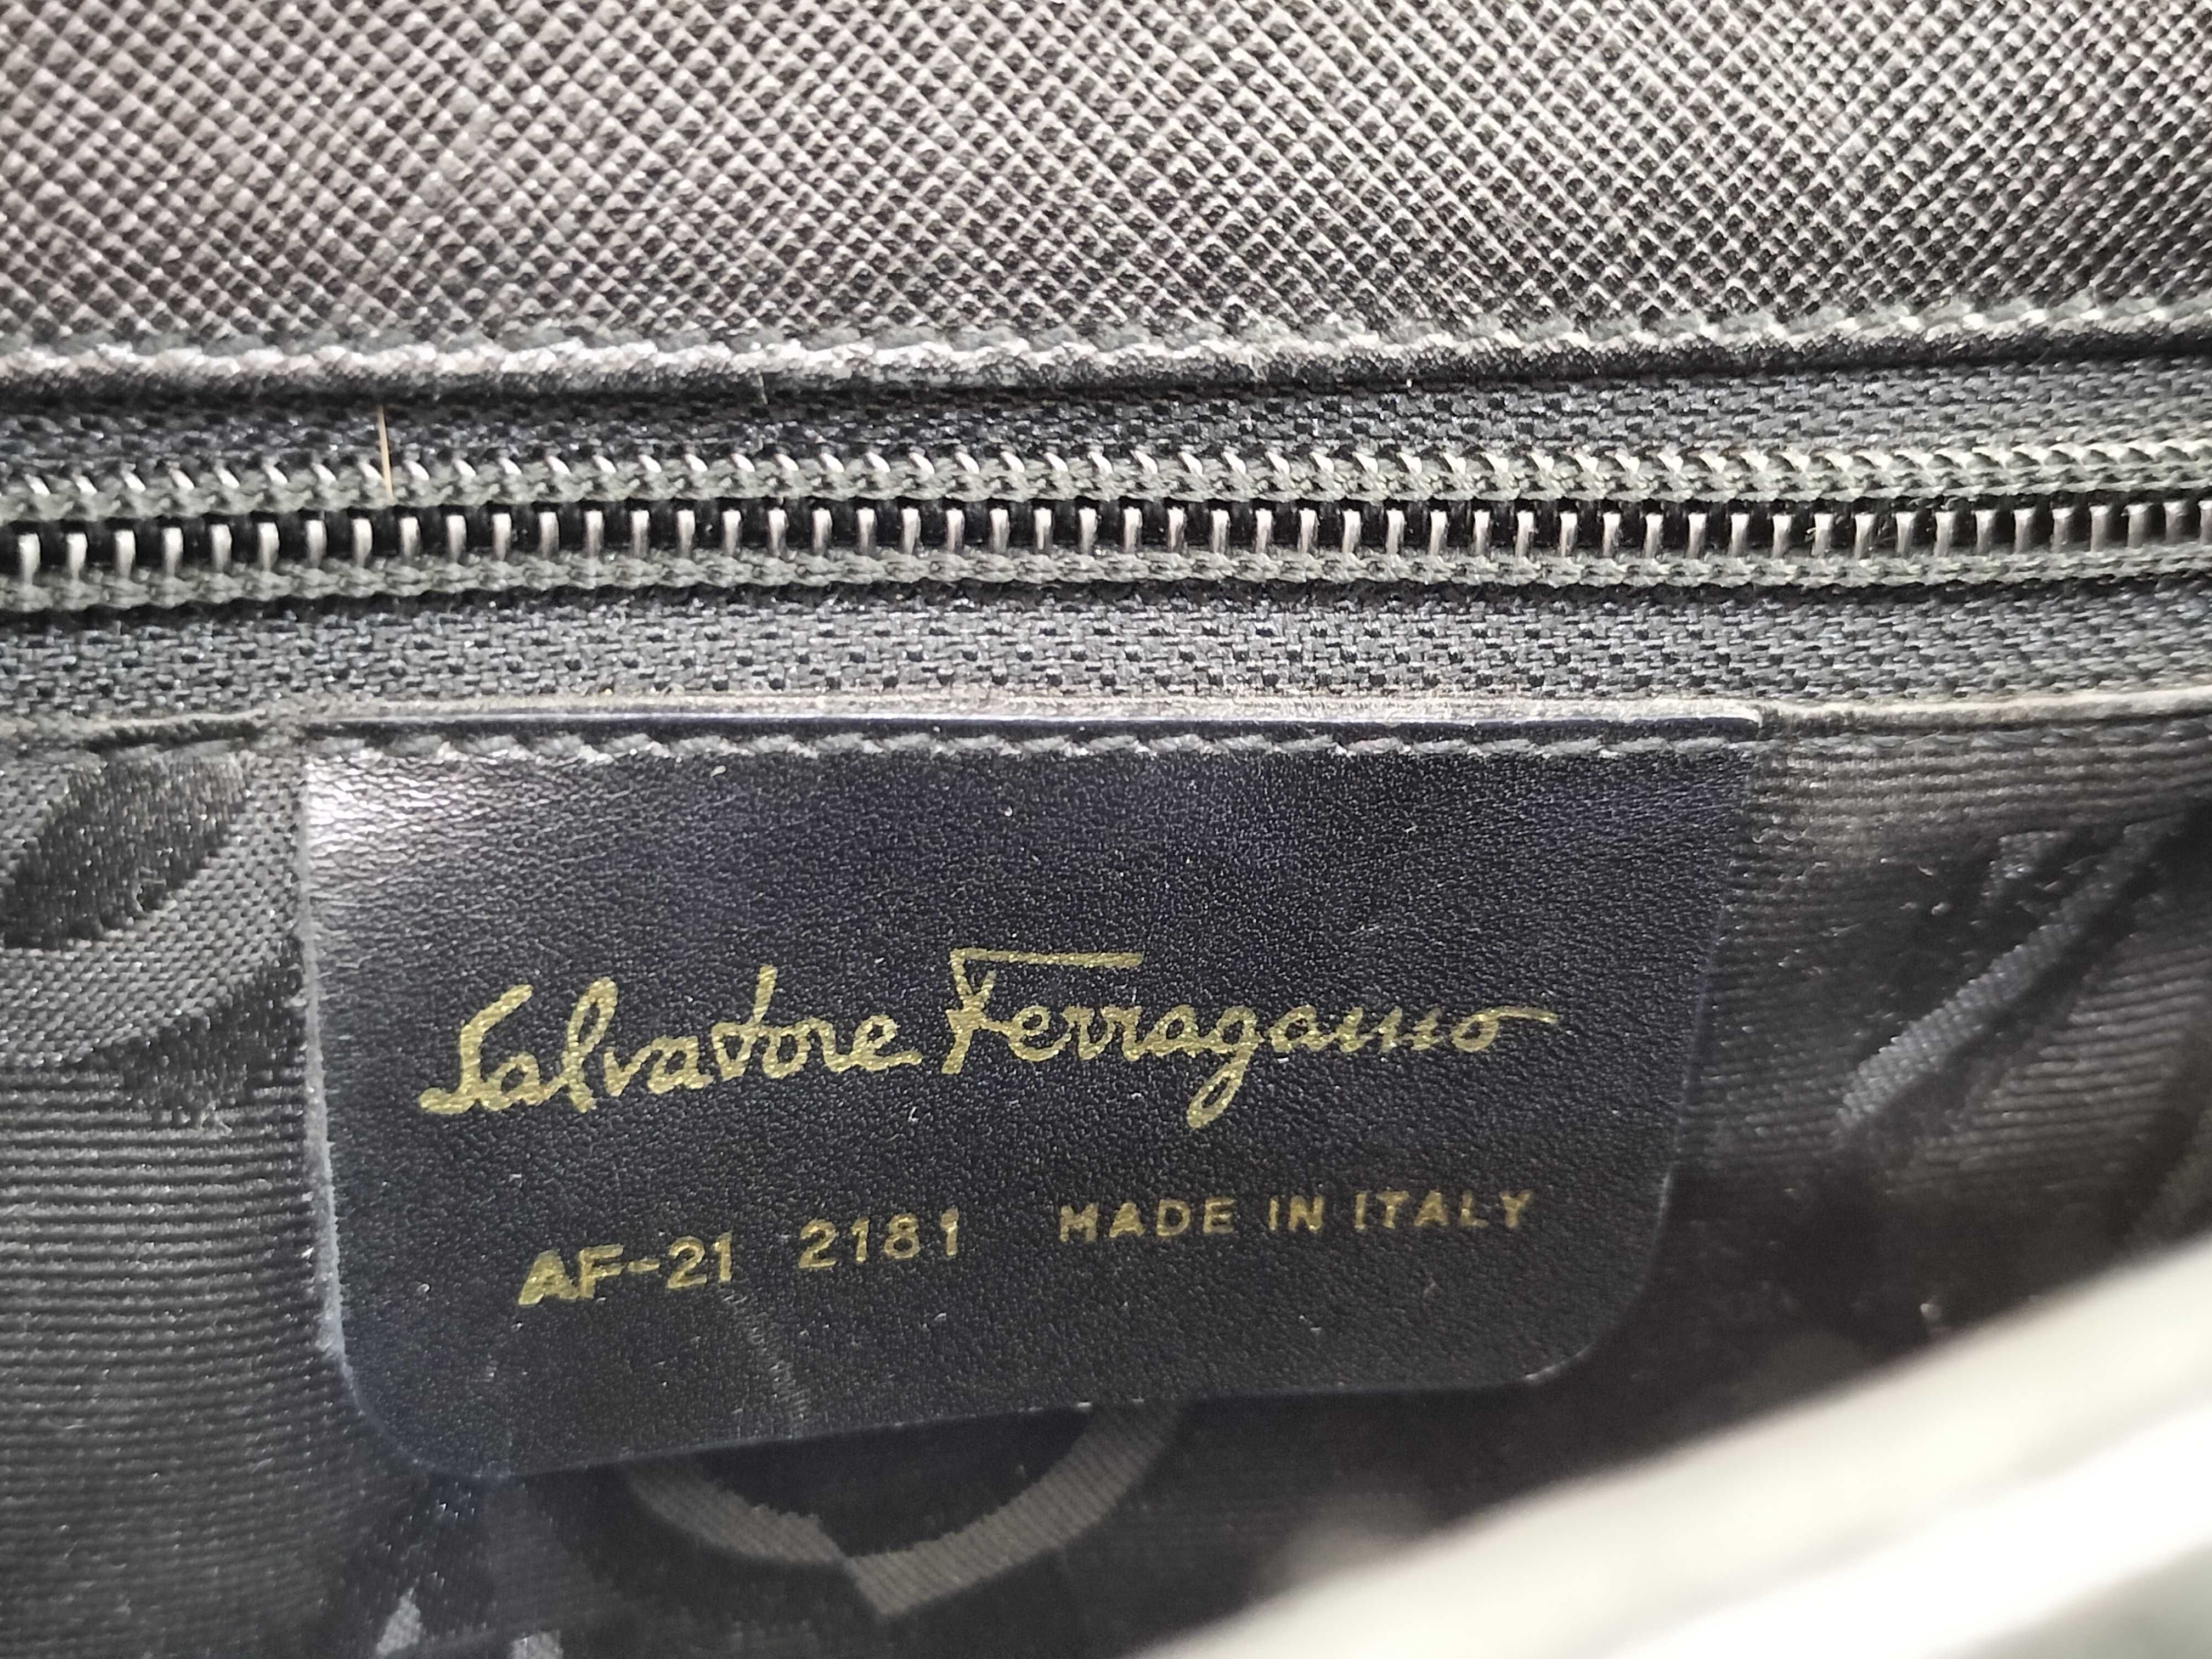 Salvatore Ferragamo
AF-21 2181 MADE IN ITALY